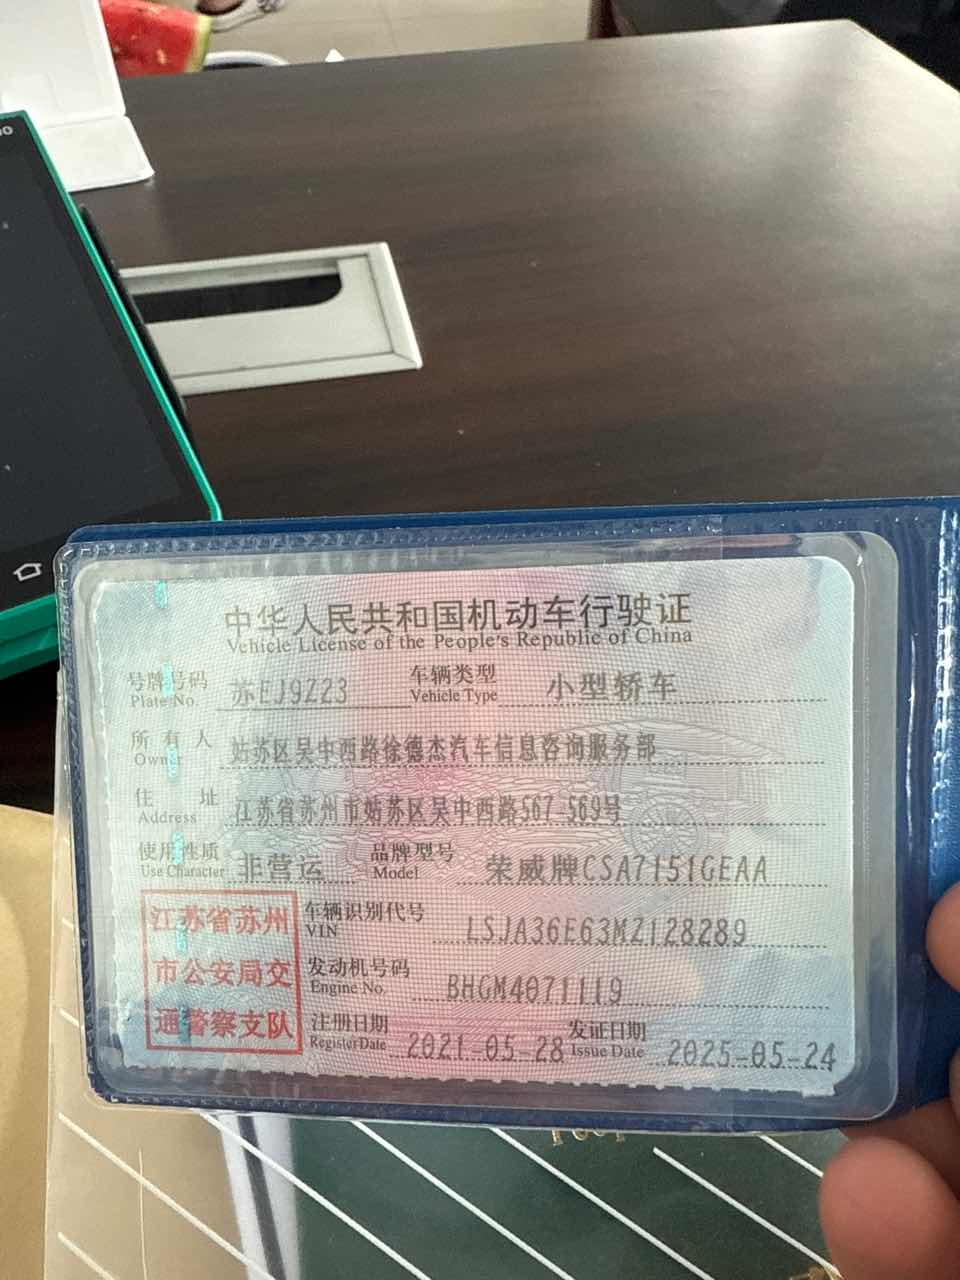 中华人民共和国机动车行驶证
Vehicle License of the People's Republic of China
号牌号码 苏EJ9Z23 车辆类型 小型轿车
Plate No. Vehicle Type
所有人 姑苏区吴中西路徐德杰汽车信息咨询服务部
Owner
住址 江苏省苏州市姑苏区吴中西路567-569号
Address
使用性质 非营运 品牌型号 荣威牌CSA7151GEAA
Use Character Model
江苏省苏州
市公安局交
通警察支队
车辆识别代号 LSJA36E63MZ128289
VIN
发动机号码 BHGM4071119
Engine No.
注册日期 2021-05-28 发证日期 2025-05-24
Register Date Issue Date